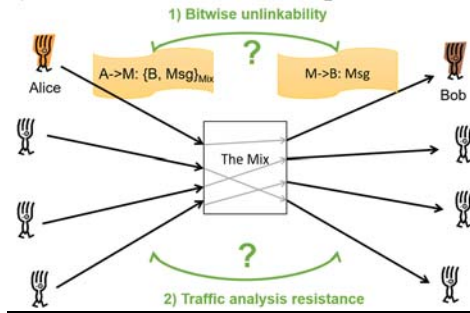 1) Bitwise unlinkability
?
A->M: {B, Msg}Mix
M->B: Msg
Alice
Bob
The Mix
?
2) Traffic analysis resistance